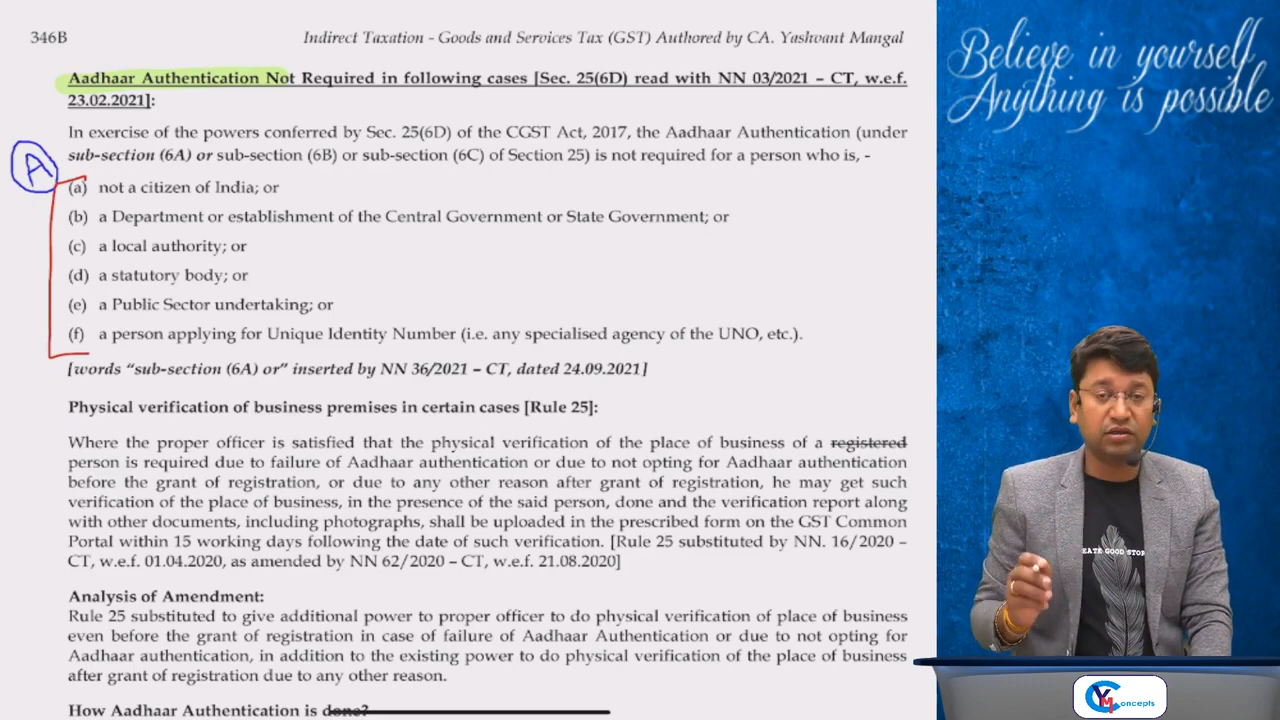 346B
Indirect Taxation - Goods and Services Tax (GST) Authored by CA. Yashvant Mangal
Aadhaar Authentication Not Required in following cases [Sec. 25(6D) read with NN 03/2021 – CT, w.e.f.
23.02.2021]:
In exercise of the powers conferred by Sec. 25(6D) of the CGST Act, 2017, the Aadhaar Authentication (under
sub-section (6A) or sub-section (6B) or sub-section (6C) of Section 25) is not required for a person who is, -
A
(a) not a citizen of India; or
(b) a Department or establishment of the Central Government or State Government; or
(c) a local authority; or
(d) a statutory body; or
(e) a Public Sector undertaking; or
(f) a person applying for Unique Identity Number (i.e. any specialised agency of the UNO, etc.).
[words “sub-section (6A) or” inserted by NN 36/2021 – CT, dated 24.09.2021]
Physical verification of business premises in certain cases [Rule 25]:
Where the proper officer is satisfied that the physical verification of the place of business of a registered
person is required due to failure of Aadhaar authentication or due to not opting for Aadhaar authentication
before the grant of registration, or due to any other reason after grant of registration, he may get such
verification of the place of business, in the presence of the said person, done and the verification report along
with other documents, including photographs, shall be uploaded in the prescribed form on the GST Common
Portal within 15 working days following the date of such verification. [Rule 25 substituted by NN. 16/2020 –
CT, w.e.f. 01.04.2020, as amended by NN 62/2020 – CT, w.e.f. 21.08.2020]
Analysis of Amendment:
Rule 25 substituted to give additional power to proper officer to do physical verification of place of business
even before the grant of registration in case of failure of Aadhaar Authentication or due to not opting for
Aadhaar authentication, in addition to the existing power to do physical verification of the place of business
after grant of registration due to any other reason.
How Aadhaar Authentication is done?
Believe in yourself
Anything is possible
EATE GOOD STOR
YM Concepts